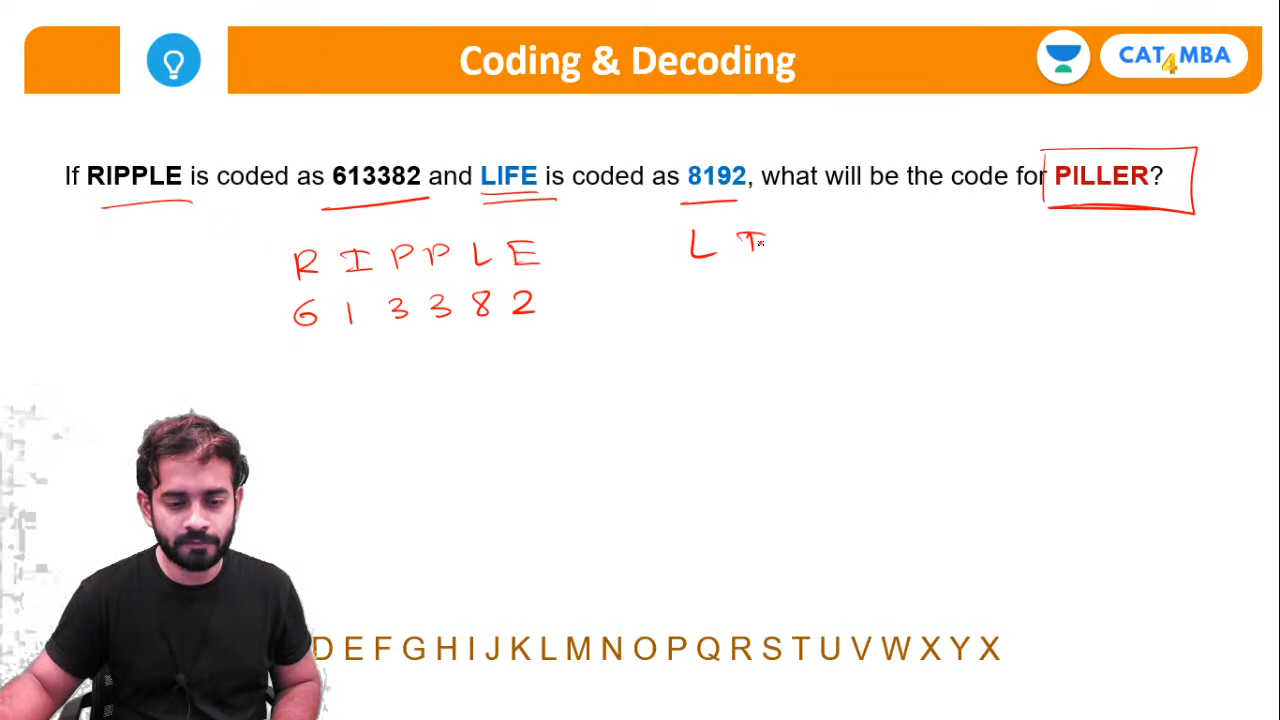 Coding & Decoding
CAT4MBA
If RIPPLE is coded as 613382 and LIFE is coded as 8192, what will be the code for PILLER?
R I P P L E
L I
6 1 3 3 8 2
D E F G H I J K L M N O P Q R S T U V W X Y X